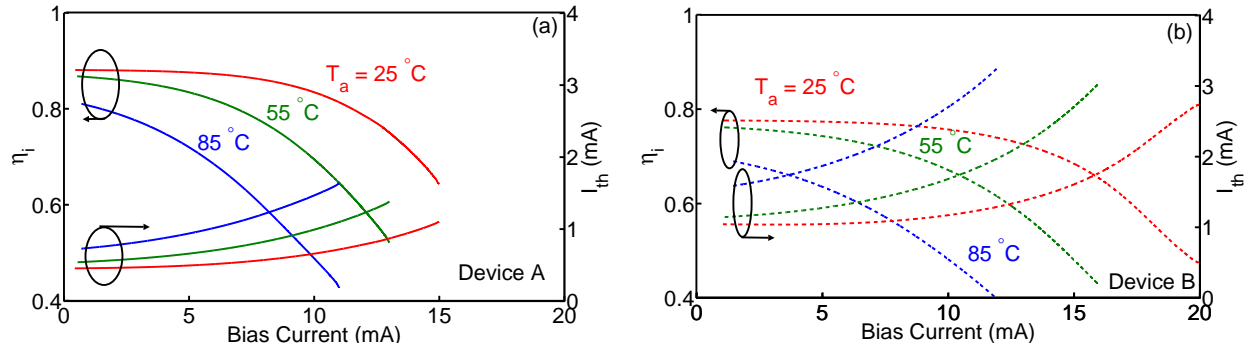 (a)
1
0.8
0.6
0.4
η_i
4
3
2
1
0
I_th (mA)
T_a = 25 °C
55 °C
85 °C
Device A
0 5 10 15 20
Bias Current (mA)
(b)
1
0.8
0.6
0.4
η_i
4
3
2
1
0
I_th (mA)
T_a = 25 °C
55 °C
85 °C
Device B
5 10 15 20
Bias Current (mA)